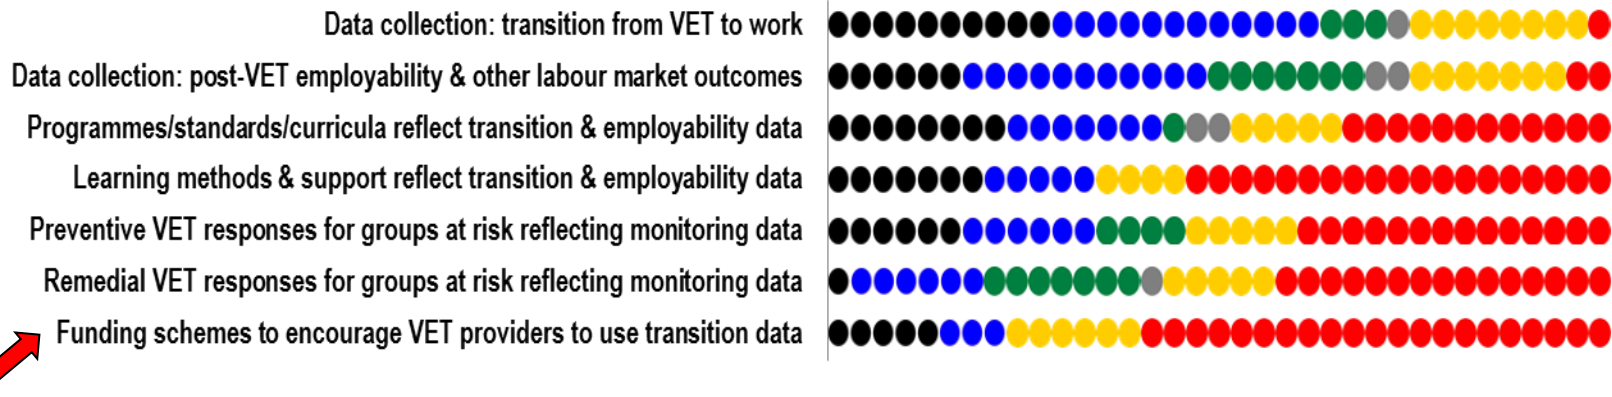 Data collection: transition from VET to work
Data collection: post-VET employability & other labour market outcomes
Programmes/standards/curricula reflect transition & employability data
Learning methods & support reflect transition & employability data
Preventive VET responses for groups at risk reflecting monitoring data
Remedial VET responses for groups at risk reflecting monitoring data
Funding schemes to encourage VET providers to use transition data